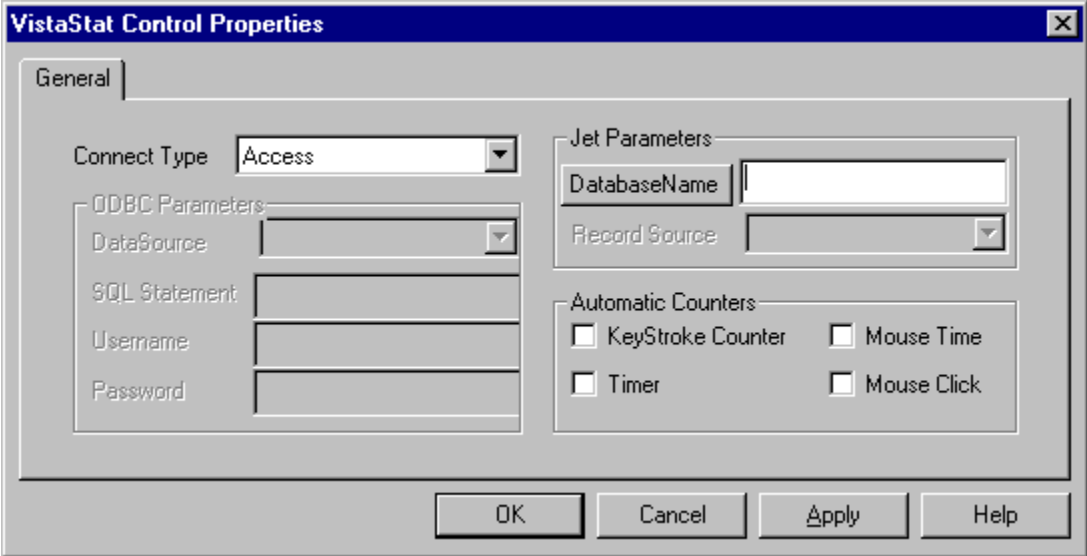 VistaStat Control Properties
General
Connect Type
Access
ODBC Parameters
DataSource
SQL Statement
Username
Password
Jet Parameters
DatabaseName
Record Source
Automatic Counters
KeyStroke Counter
Mouse Time
Timer
Mouse Click
OK
Cancel
Apply
Help